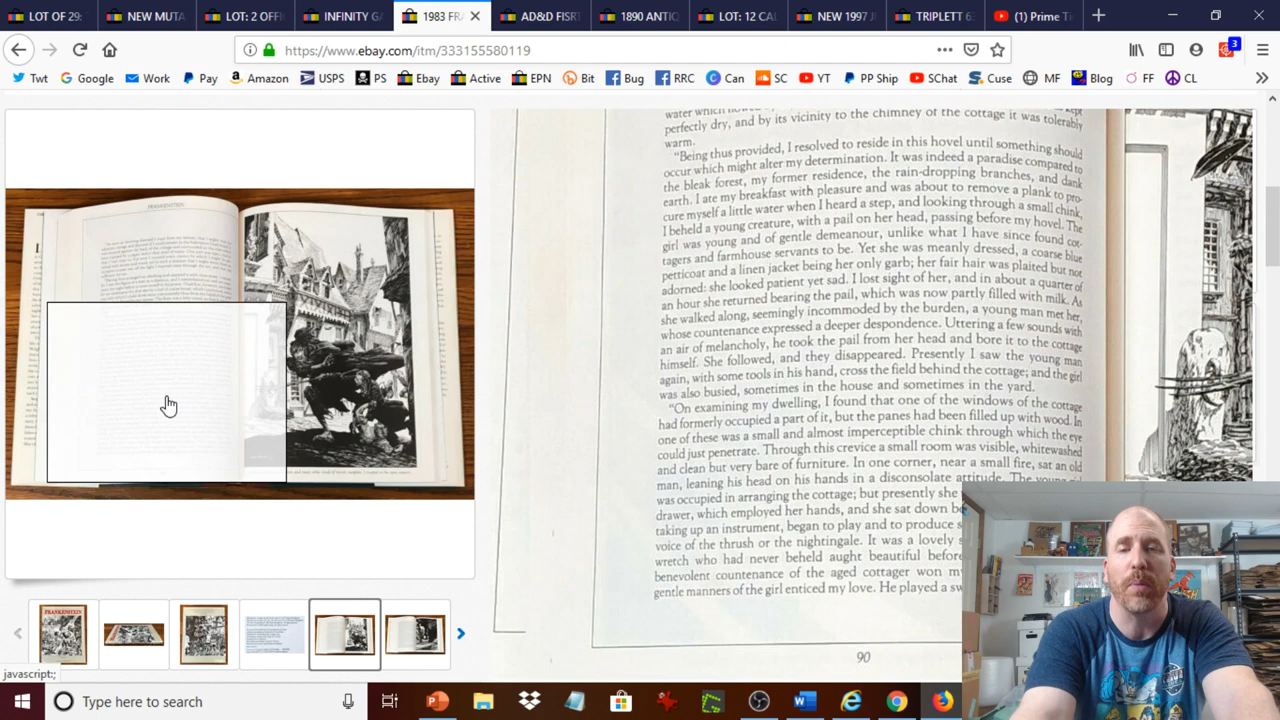 LOT OF 29:
NEW MUTA
LOT: 2 OFFI
INFINITY GA
1983 FRA
AD&D FISRT
1890 ANTIQ
LOT: 12 CAL
NEW 1997 J
TRIPLETT 6:
(1) Prime Ti
https://www.ebay.com/itm/333155580119
3
Twt
Google
Work
Pay
Amazon
USPS
PS
Ebay
Active
EPN
Bit
Bug
RRC
Can
SC
YT
PP Ship
SChat
Cuse
MF
Blog
FF
CL
FRANKENSTEIN
perfectly dry, and by its vicinity to the chimney of the cottage it was tolerably
warm.
"Being thus provided, I resolved to reside in this hovel until something should
occur which might alter my determination. It was indeed a paradise compared to
the bleak forest, my former residence, the rain-dropping branches, and dank
earth. I ate my breakfast with pleasure and was about to remove a plank to pro-
cure myself a little water when I heard a step, and looking through a small chink,
I beheld a young creature, with a pail on her head, passing before my hovel. The
girl was young and of gentle demeanour, unlike what I have since found cot-
tagers and farmhouse servants to be. Yet she was meanly dressed, a coarse blue
petticoat and a linen jacket being her only garb; her fair hair was plaited but not
adorned: she looked patient yet sad. I lost sight of her, and in about a quarter of
an hour she returned bearing the pail, which was now partly filled with milk. As
she walked along, seemingly incommoded by the burden, a young man met her,
whose countenance expressed a deeper despondence. Uttering a few sounds with
an air of melancholy, he took the pail from her head and bore it to the cottage
himself. She followed, and they disappeared. Presently I saw the young man
again, with some tools in his hand, cross the field behind the cottage; and the girl
was also busied, sometimes in the house and sometimes in the yard.
"On examining my dwelling, I found that one of the windows of the cottage
had formerly occupied a part of it, but the panes had been filled up with wood. In
one of these was a small and almost imperceptible chink through which the eye
could just penetrate. Through this crevice a small room was visible, whitewashed
and clean but very bare of furniture. In one corner, near a small fire, sat an old
man, leaning his head on his hands in a disconsolate attitude. The young girl
was occupied in arranging the cottage; but presently she
drawer, which employed her hands, and she sat down be
taking up an instrument, began to play and to produce s
voice of the thrush or the nightingale. It was a lovely s
wretch who had never beheld aught beautiful before
benevolent countenance of the aged cottager won my
gentle manners of the girl enticed my love. He played a sw
90
FRANKENSTEIN
javascript:;
Type here to search